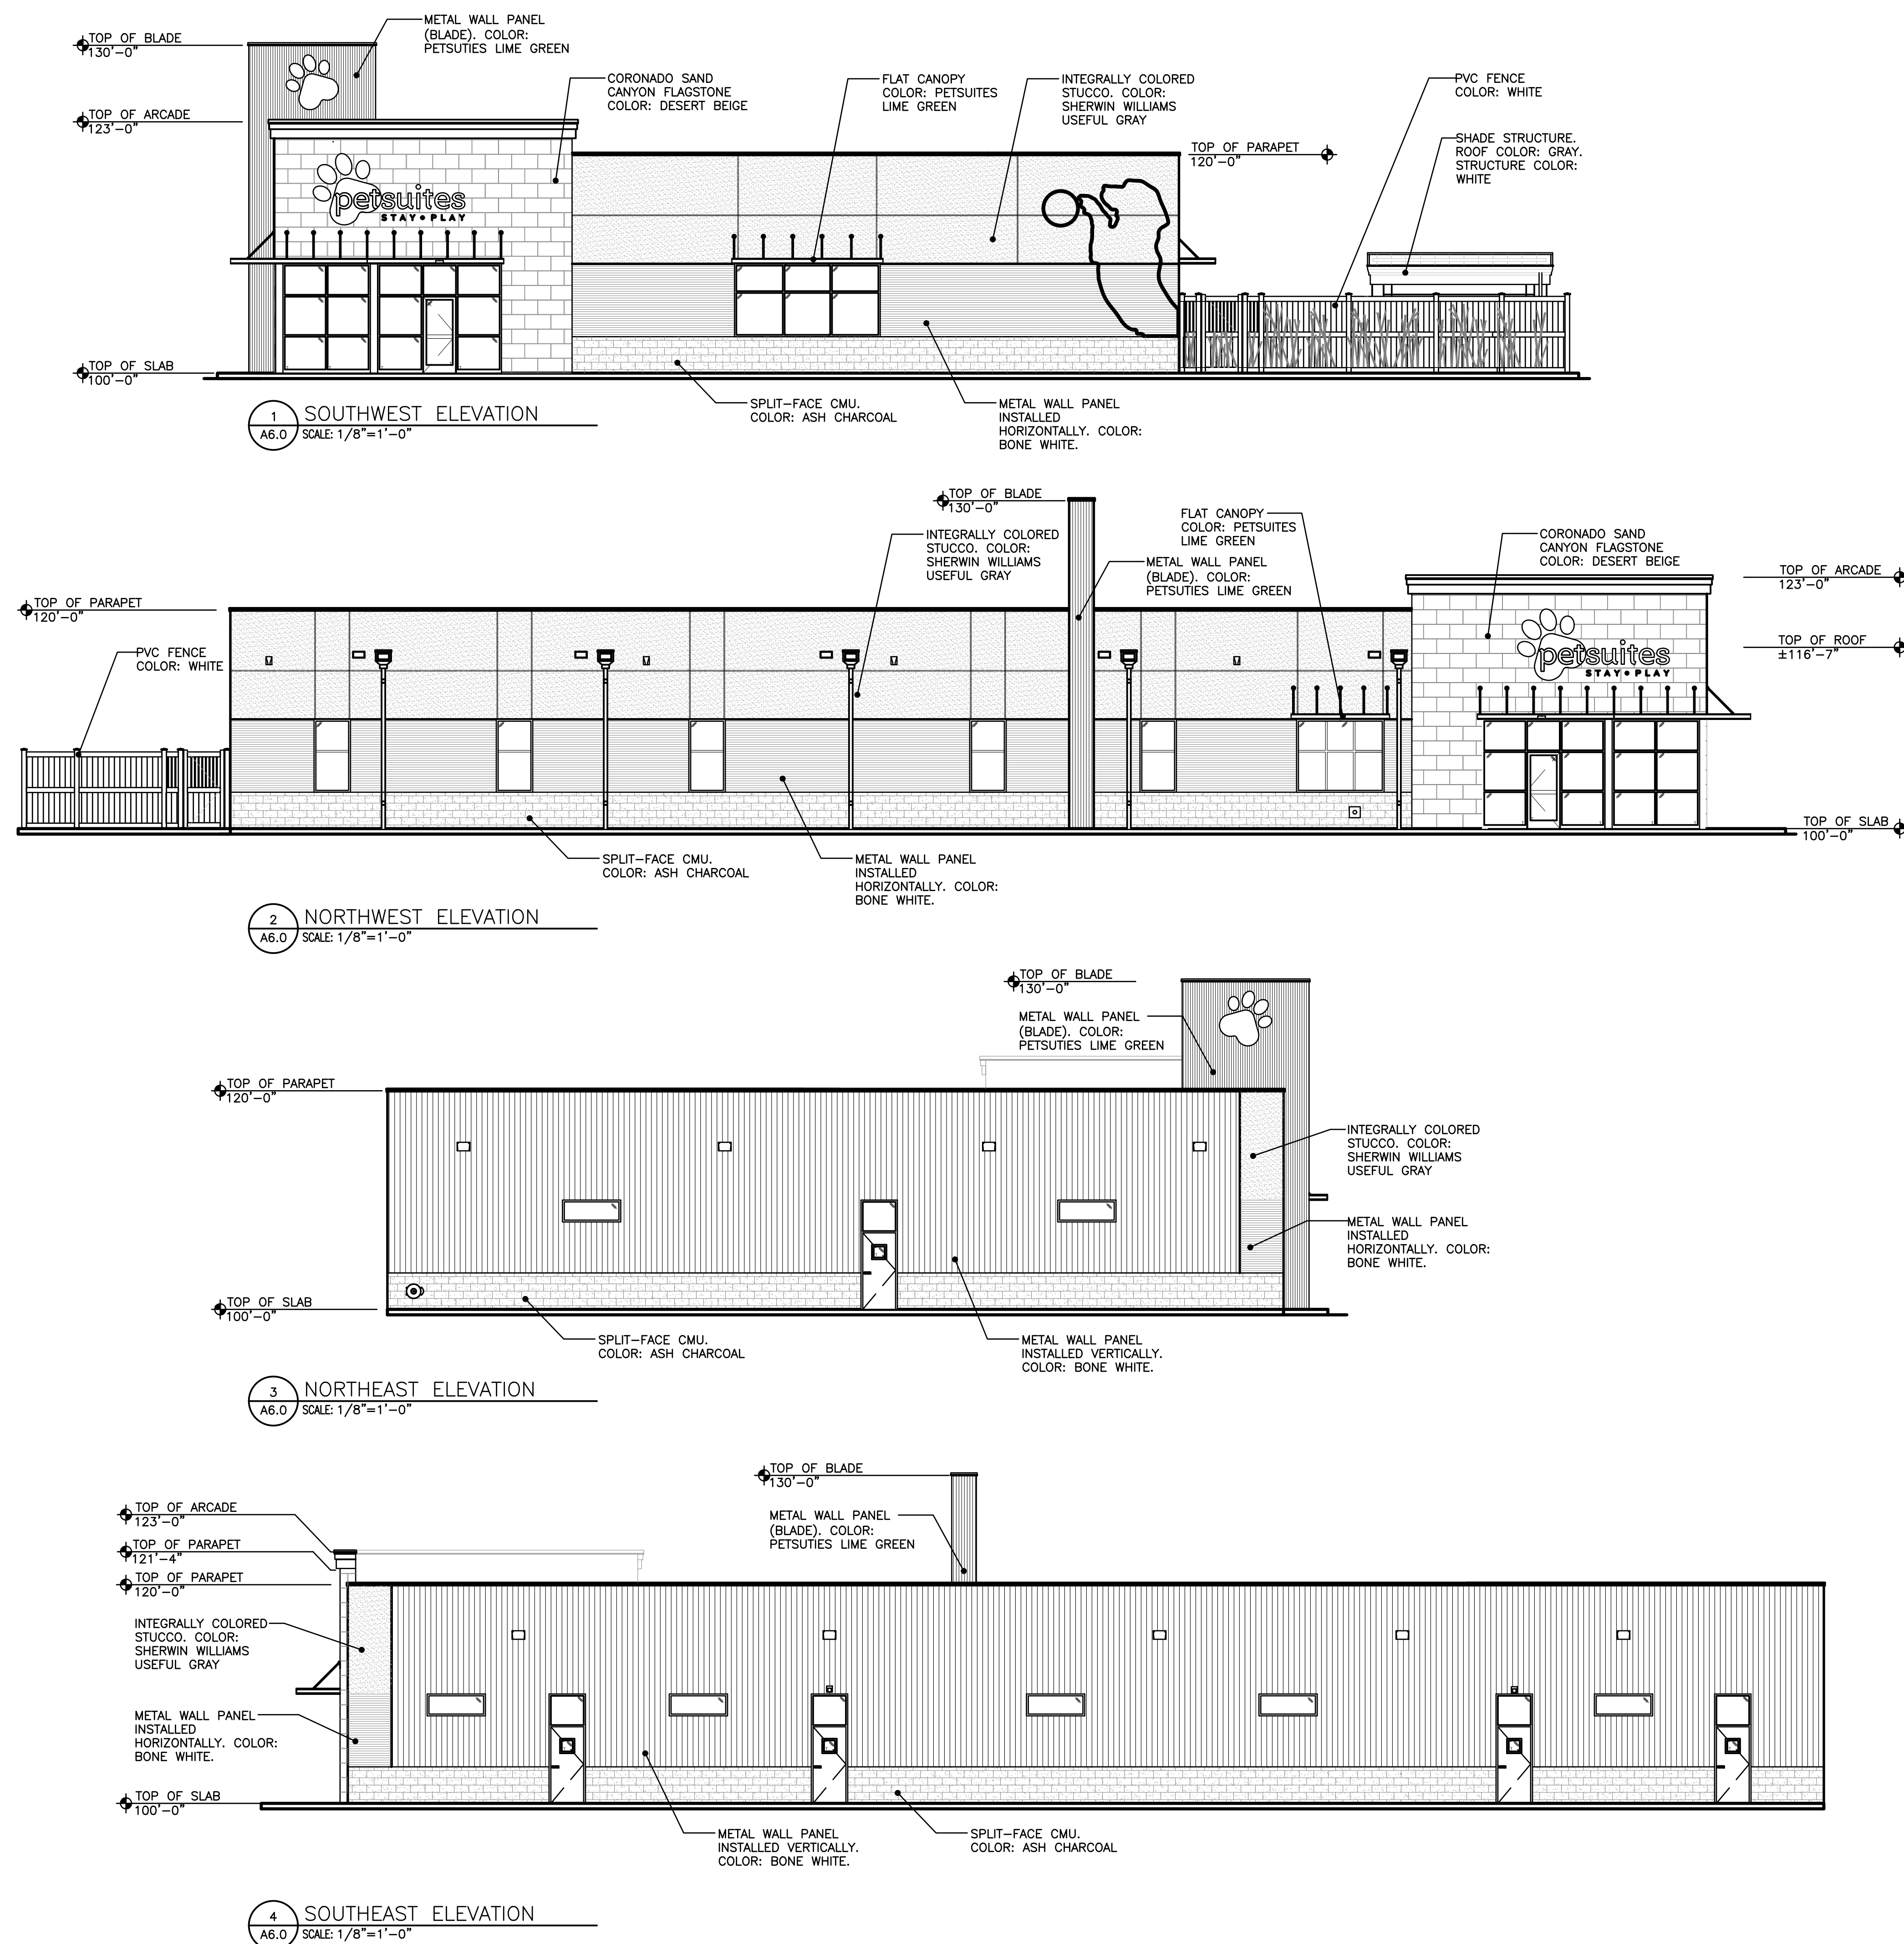 METAL WALL PANEL
(BLADE). COLOR:
PETSUTIES LIME GREEN
TOP OF BLADE
130'-0"
CORONADO SAND
CANYON FLAGSTONE
COLOR: DESERT BEIGE
FLAT CANOPY
COLOR: PETSUITES
LIME GREEN
INTEGRALLY COLORED
STUCCO. COLOR:
SHERWIN WILLIAMS
USEFUL GRAY
PVC FENCE
COLOR: WHITE
TOP OF ARCADE
123'-0"
SHADE STRUCTURE.
ROOF COLOR: GRAY.
STRUCTURE COLOR:
WHITE
TOP OF PARAPET
120'-0"
petsuites
STAY • PLAY
TOP OF SLAB
100'-0"
SPLIT-FACE CMU.
COLOR: ASH CHARCOAL
METAL WALL PANEL
INSTALLED
HORIZONTALLY. COLOR:
BONE WHITE.
1
A6.0
SOUTHWEST ELEVATION
SCALE: 1/8"=1'-0"
TOP OF BLADE
130'-0"
INTEGRALLY COLORED
STUCCO. COLOR:
SHERWIN WILLIAMS
USEFUL GRAY
FLAT CANOPY
COLOR: PETSUITES
LIME GREEN
METAL WALL PANEL
(BLADE). COLOR:
PETSUTIES LIME GREEN
CORONADO SAND
CANYON FLAGSTONE
COLOR: DESERT BEIGE
TOP OF ARCADE
123'-0"
TOP OF PARAPET
120'-0"
PVC FENCE
COLOR: WHITE
TOP OF ROOF
±116'-7"
petsuites
STAY • PLAY
TOP OF SLAB
100'-0"
SPLIT-FACE CMU.
COLOR: ASH CHARCOAL
METAL WALL PANEL
INSTALLED
HORIZONTALLY. COLOR:
BONE WHITE.
2
A6.0
NORTHWEST ELEVATION
SCALE: 1/8"=1'-0"
TOP OF BLADE
130'-0"
METAL WALL PANEL
(BLADE). COLOR:
PETSUTIES LIME GREEN
TOP OF PARAPET
120'-0"
INTEGRALLY COLORED
STUCCO. COLOR:
SHERWIN WILLIAMS
USEFUL GRAY
METAL WALL PANEL
INSTALLED
HORIZONTALLY. COLOR:
BONE WHITE.
TOP OF SLAB
100'-0"
SPLIT-FACE CMU.
COLOR: ASH CHARCOAL
METAL WALL PANEL
INSTALLED VERTICALLY.
COLOR: BONE WHITE.
3
A6.0
NORTHEAST ELEVATION
SCALE: 1/8"=1'-0"
TOP OF BLADE
130'-0"
METAL WALL PANEL
(BLADE). COLOR:
PETSUTIES LIME GREEN
TOP OF ARCADE
123'-0"
TOP OF PARAPET
121'-4"
TOP OF PARAPET
120'-0"
INTEGRALLY COLORED
STUCCO. COLOR:
SHERWIN WILLIAMS
USEFUL GRAY
METAL WALL PANEL
INSTALLED
HORIZONTALLY. COLOR:
BONE WHITE.
TOP OF SLAB
100'-0"
METAL WALL PANEL
INSTALLED VERTICALLY.
COLOR: BONE WHITE.
SPLIT-FACE CMU.
COLOR: ASH CHARCOAL
4
A6.0
SOUTHEAST ELEVATION
SCALE: 1/8"=1'-0"